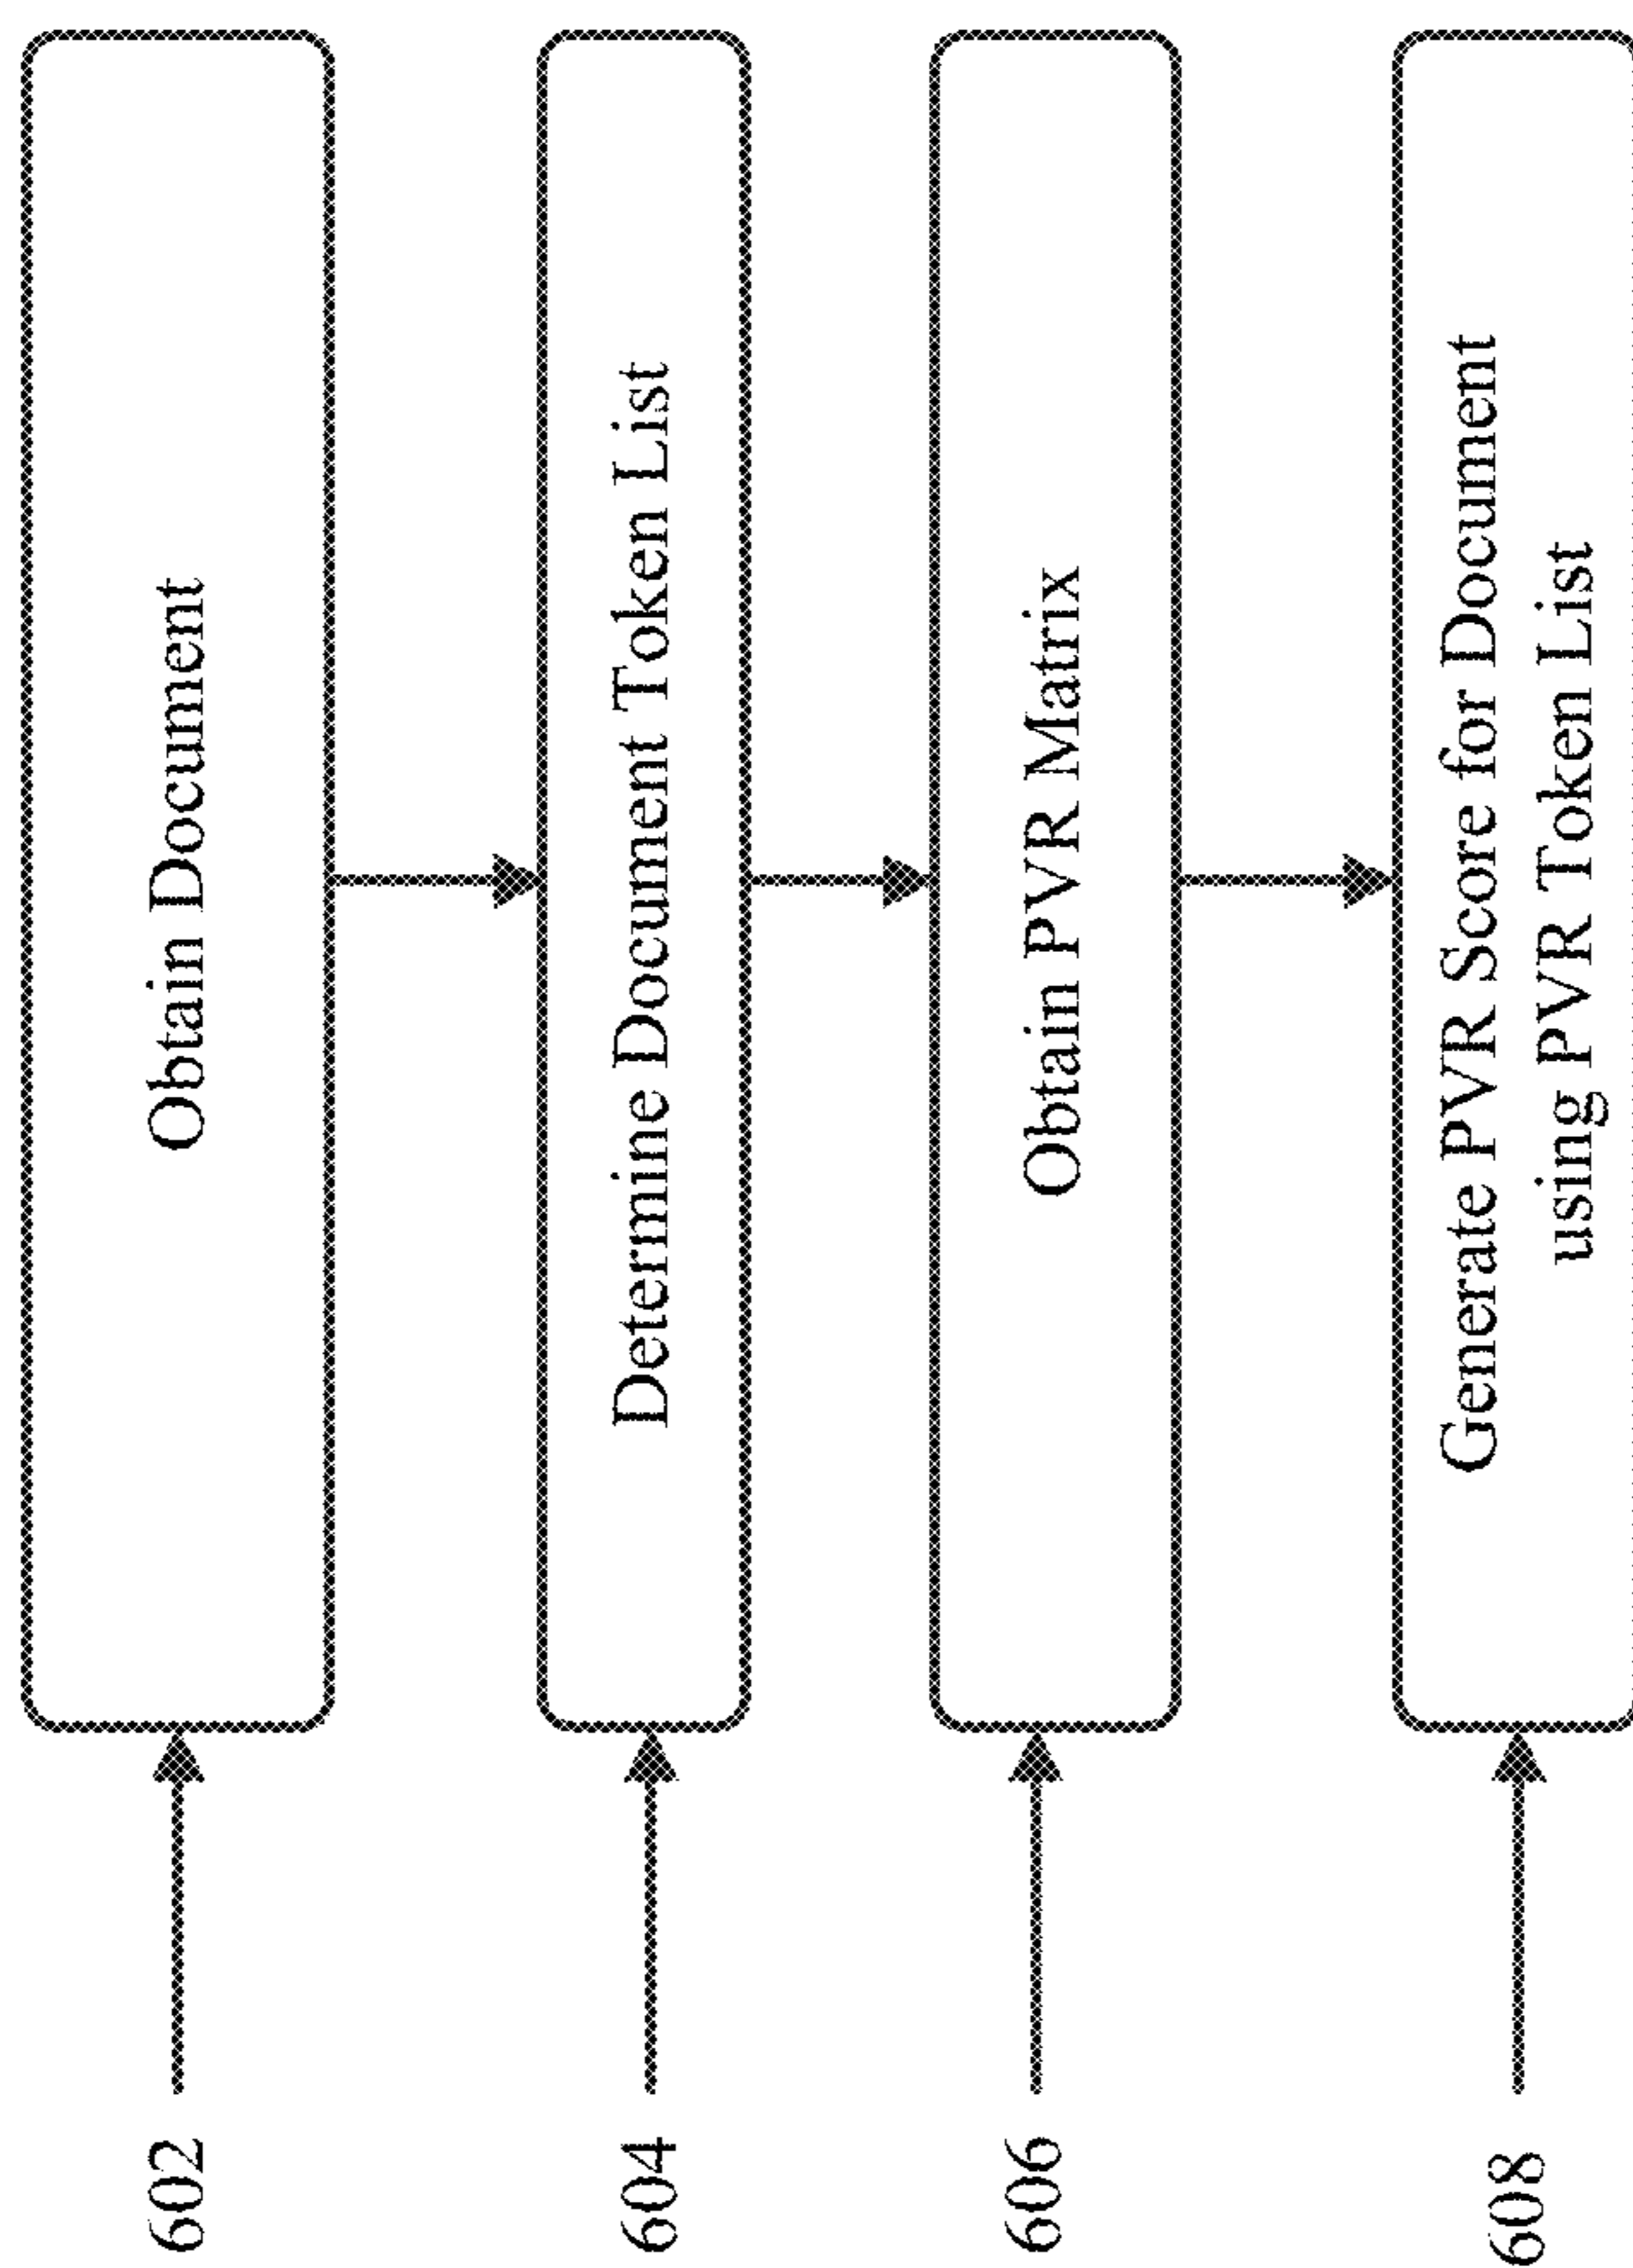 602
Obtain Document
604
Determine Document Token List
606
Obtain PVR Matrix
608
Generate PVR Score for Document
using PVR Token List